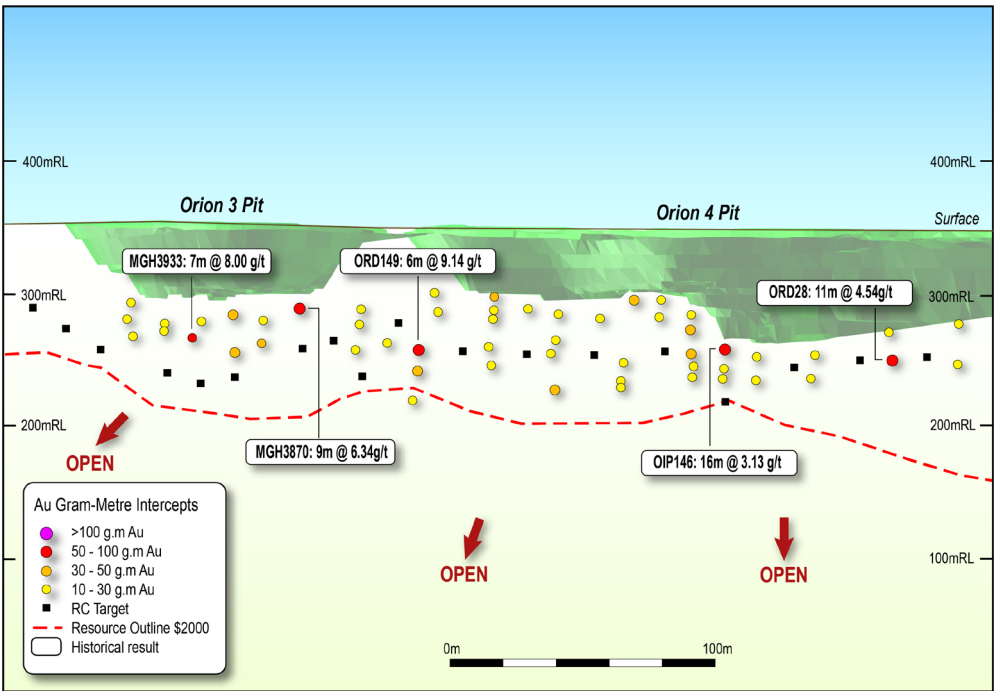 400mRL
400mRL
Orion 3 Pit
Orion 4 Pit
Surface
MGH3933: 7m @ 8.00 g/t
ORD149: 6m @ 9.14 g/t
ORD28: 11m @ 4.54g/t
300mRL
300mRL
200mRL
200mRL
MGH3870: 9m @ 6.34g/t
OIP146: 16m @ 3.13 g/t
OPEN
Au Gram-Metre Intercepts
>100 g.m Au
50 - 100 g.m Au
30 - 50 g.m Au
10 - 30 g.m Au
RC Target
Resource Outline $2000
Historical result
OPEN
OPEN
100mRL
0m
100m